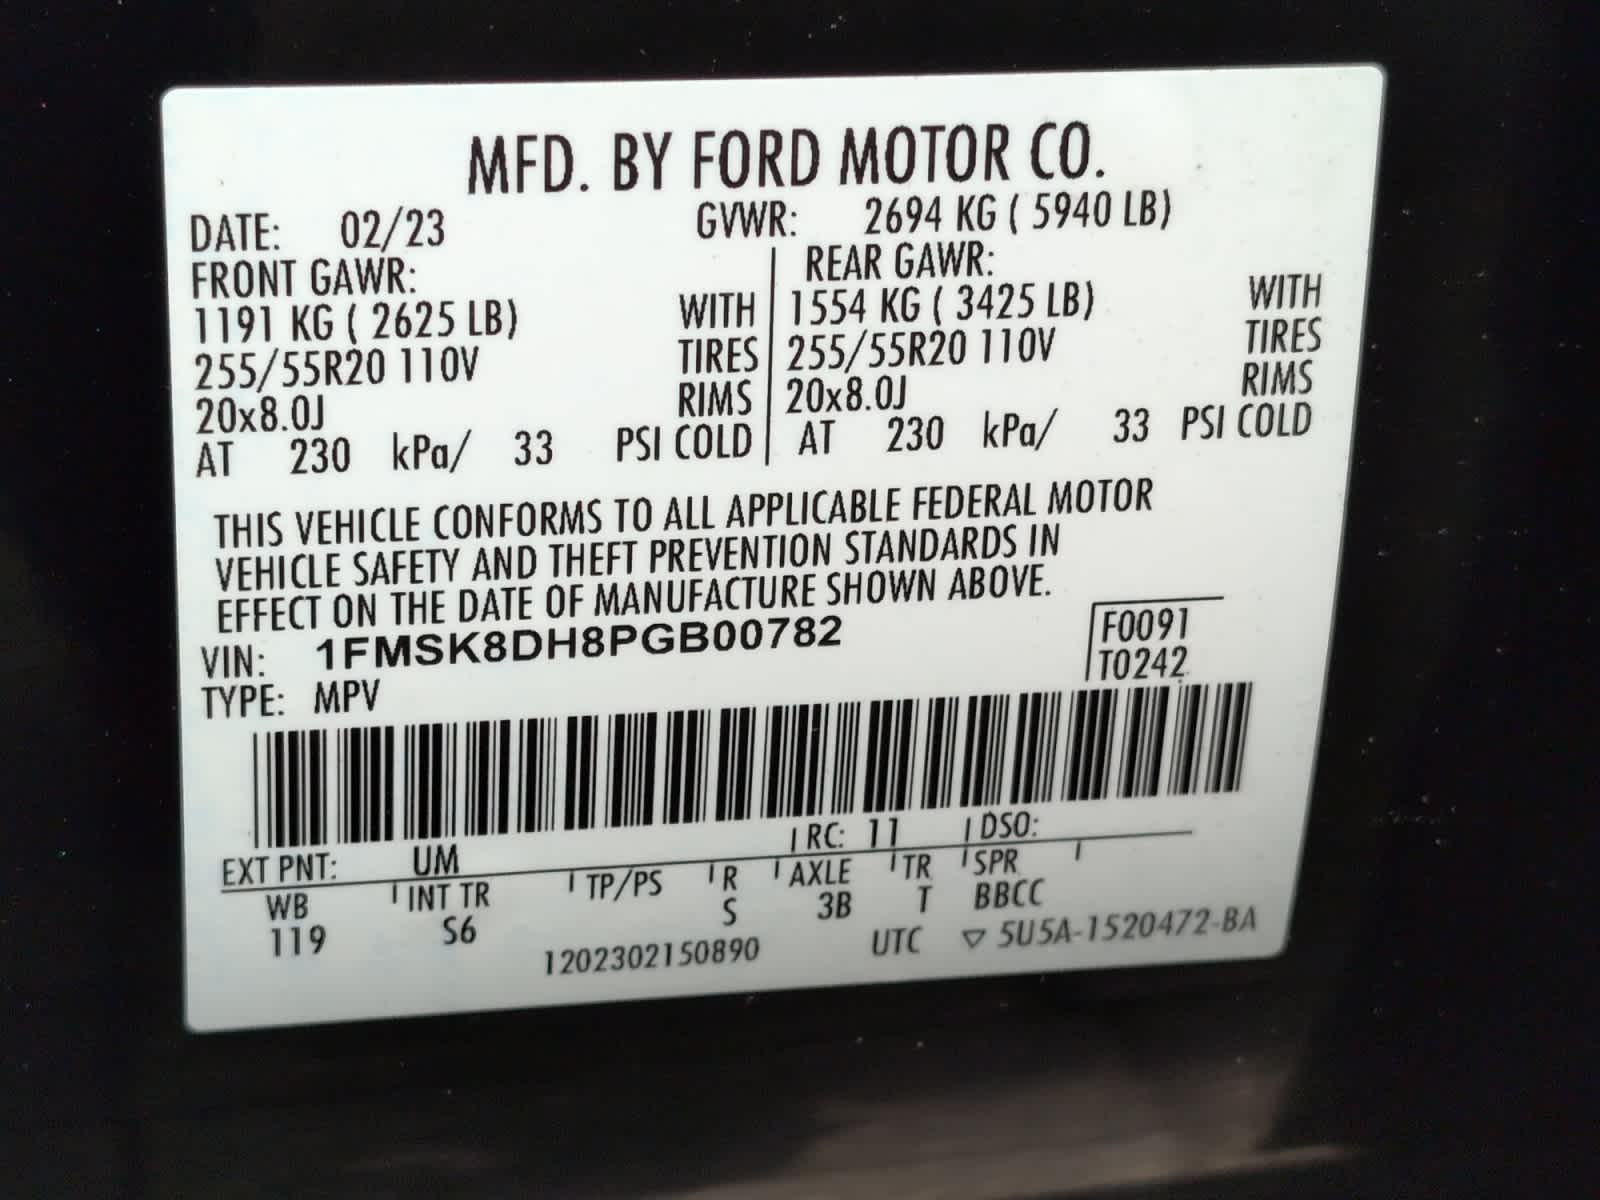 MFD. BY FORD MOTOR CO.
DATE: 02/23 GVWR: 2694 KG ( 5940 LB)
FRONT GAWR: REAR GAWR:
1191 KG ( 2625 LB) WITH 1554 KG ( 3425 LB) WITH
255/55R20 110V TIRES 255/55R20 110V TIRES
20x8.0J RIMS 20x8.0J RIMS
AT 230 kPa/ 33 PSI COLD AT 230 kPa/ 33 PSI COLD
THIS VEHICLE CONFORMS TO ALL APPLICABLE FEDERAL MOTOR
VEHICLE SAFETY AND THEFT PREVENTION STANDARDS IN
EFFECT ON THE DATE OF MANUFACTURE SHOWN ABOVE.
VIN: 1FMSK8DH8PGB00782 F0091
TYPE: MPV T0242
EXT PNT: UM RC: 11 DSO:
WB INT TR TP/PS R AXLE TR SPR
119 S6 S 3B T BBCC
1202302150890 UTC ▽ 5U5A-1520472-BA